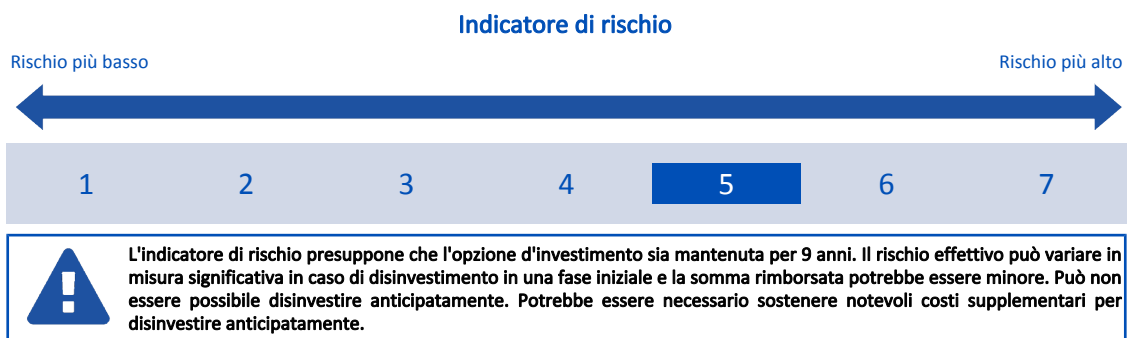 Indicatore di rischio
Rischio più basso
Rischio più alto
1 2 3 4 5 6 7
L'indicatore di rischio presuppone che l'opzione d'investimento sia mantenuta per 9 anni. Il rischio effettivo può variare in
misura significativa in caso di disinvestimento in una fase iniziale e la somma rimborsata potrebbe essere minore. Può non
essere possibile disinvestire anticipatamente. Potrebbe essere necessario sostenere notevoli costi supplementari per
disinvestire anticipatamente.